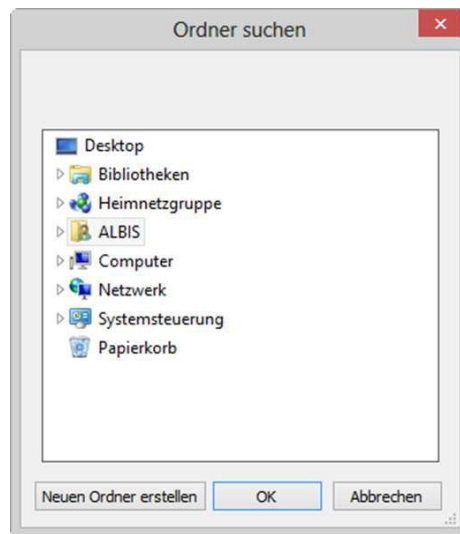 Ordner suchen
Desktop
Bibliotheken
Heimnetzgruppe
ALBIS
Computer
Netzwerk
Systemsteuerung
Papierkorb
Neuen Ordner erstellen OK Abbrechen